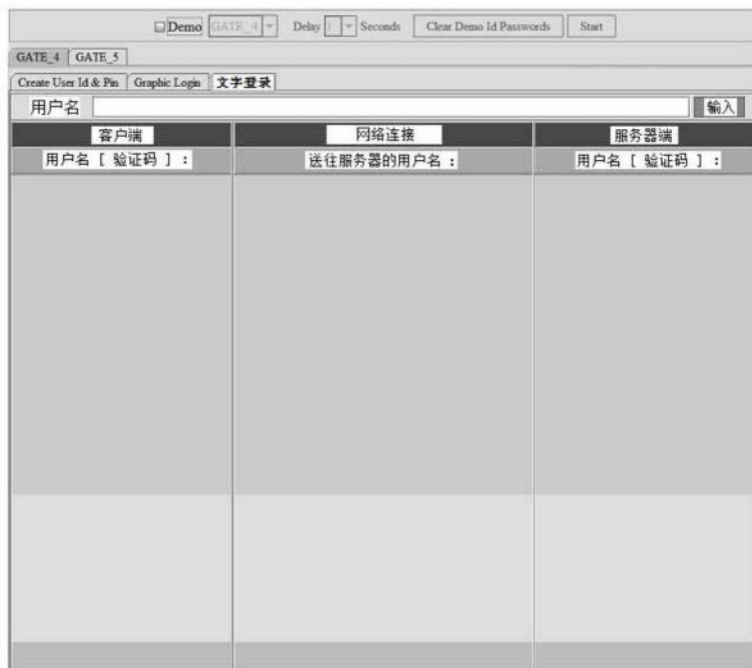 Demo GATE_4 Delay 1 Seconds Clear Demo Id Passwords Start
GATE_4 GATE_5
Create User Id & Pin Graphic Login 文字登录
用户名 输入
客户端 网络连接 服务器端
用户名 [ 验证码 ] : 送往服务器的用户名 : 用户名 [ 验证码 ] :